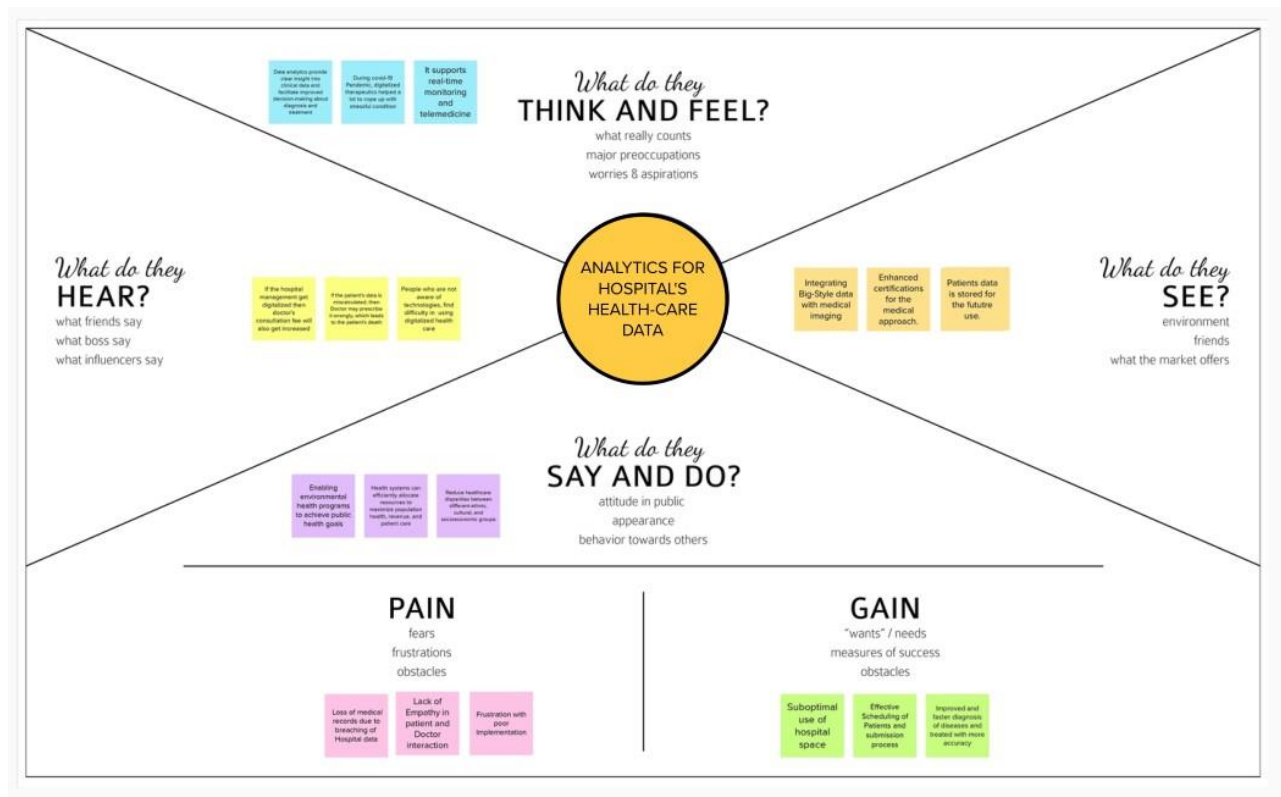 What do they
THINK AND FEEL?
what really counts
major preoccupations
worries & aspirations
Data analytics provide
clear insight into
clinical data and
facilitate improved
decision-making about
diagnosis and
treatment
During covid-19
Pandemic, digitalized
therapeutics helped a
lot to cope up with
stressful condition
It supports
real-time
monitoring
and
telemedicine
What do they
HEAR?
what friends say
what boss say
what influencers say
If the hospital
management get
digitalized then
doctor's
consultation fee will
also get increased
If the patient's data is
miscalculated, then
Doctor may prescribe
it wrongly, which leads
to the patient's death
People who are not
aware of
technologies, find
difficulty in using
digitalized health
care
ANALYTICS FOR
HOSPITAL'S
HEALTH-CARE
DATA
Integrating
Big-Style data
with medical
imaging
Enhanced
certifications
for the
medical
approach.
Patients data
is stored for
the fututre
use.
What do they
SEE?
environment
friends
what the market offers
What do they
SAY AND DO?
attitude in public
appearance
behavior towards others
Enabling
environmental
health programs
to achieve public
health goals
Health systems can
efficiently allocate
resources to
maximize population
health, revenue, and
patient care
Reduce healthcare
disparities between
different ethnic,
cultural, and
socioeconomic groups
PAIN
fears
frustrations
obstacles
Loss of medical
records due to
breaching of
Hospital data
Lack of
Empathy in
patient and
Doctor
interaction
Frustration with
poor
Implementation
GAIN
"wants" / needs
measures of success
obstacles
Suboptimal
use of
hospital
space
Effective
Scheduling of
Patients and
submission
process
Improved and
faster diagnosis
of diseases and
treated with more
accuracy